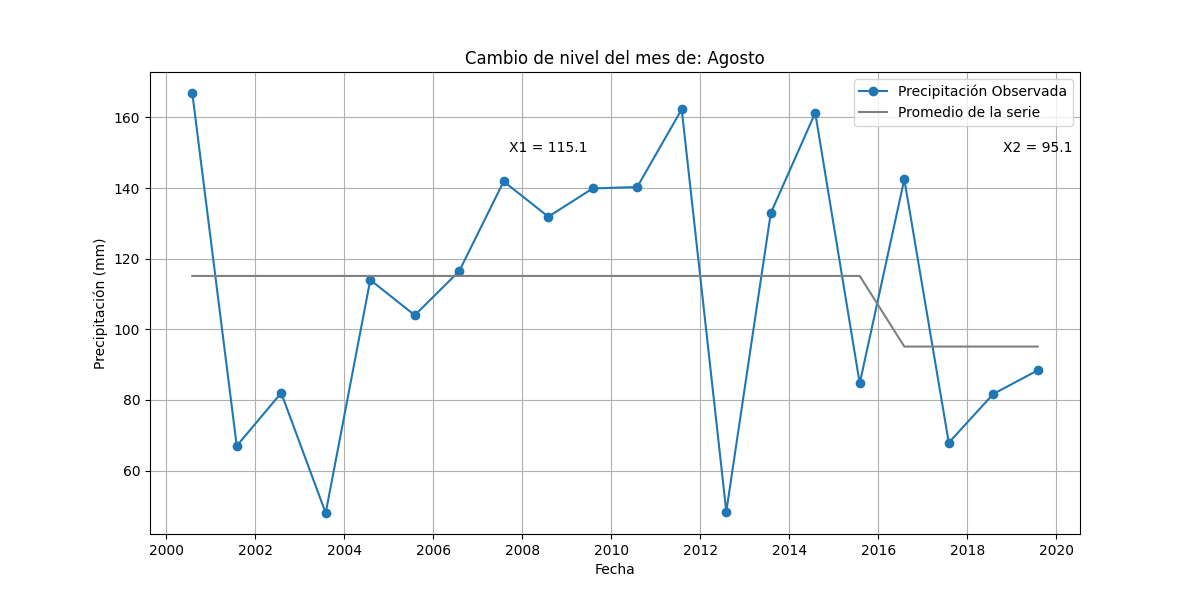 Cambio de nivel del mes de: Agosto
Precipitación Observada
Promedio de la serie
X1 = 115.1
X2 = 95.1
Precipitación (mm)
160
140
120
100
80
60
2000 2002 2004 2006 2008 2010 2012 2014 2016 2018 2020
Fecha